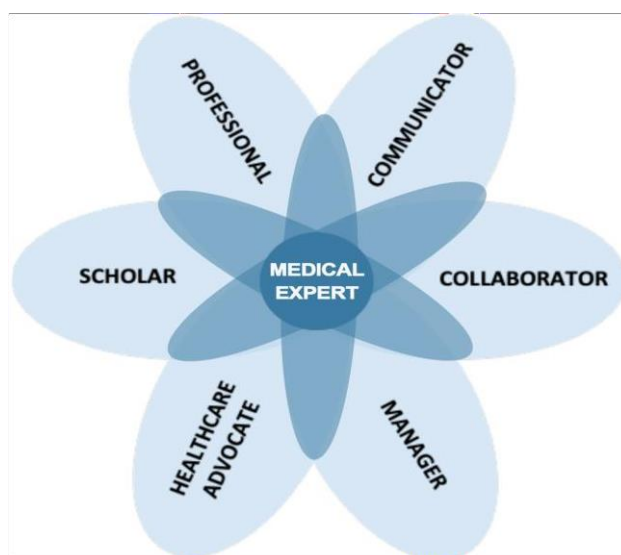 PROFESSIONAL
COMMUNICATOR
SCHOLAR
MEDICAL
EXPERT
COLLABORATOR
HEALTHCARE
ADVOCATE
MANAGER